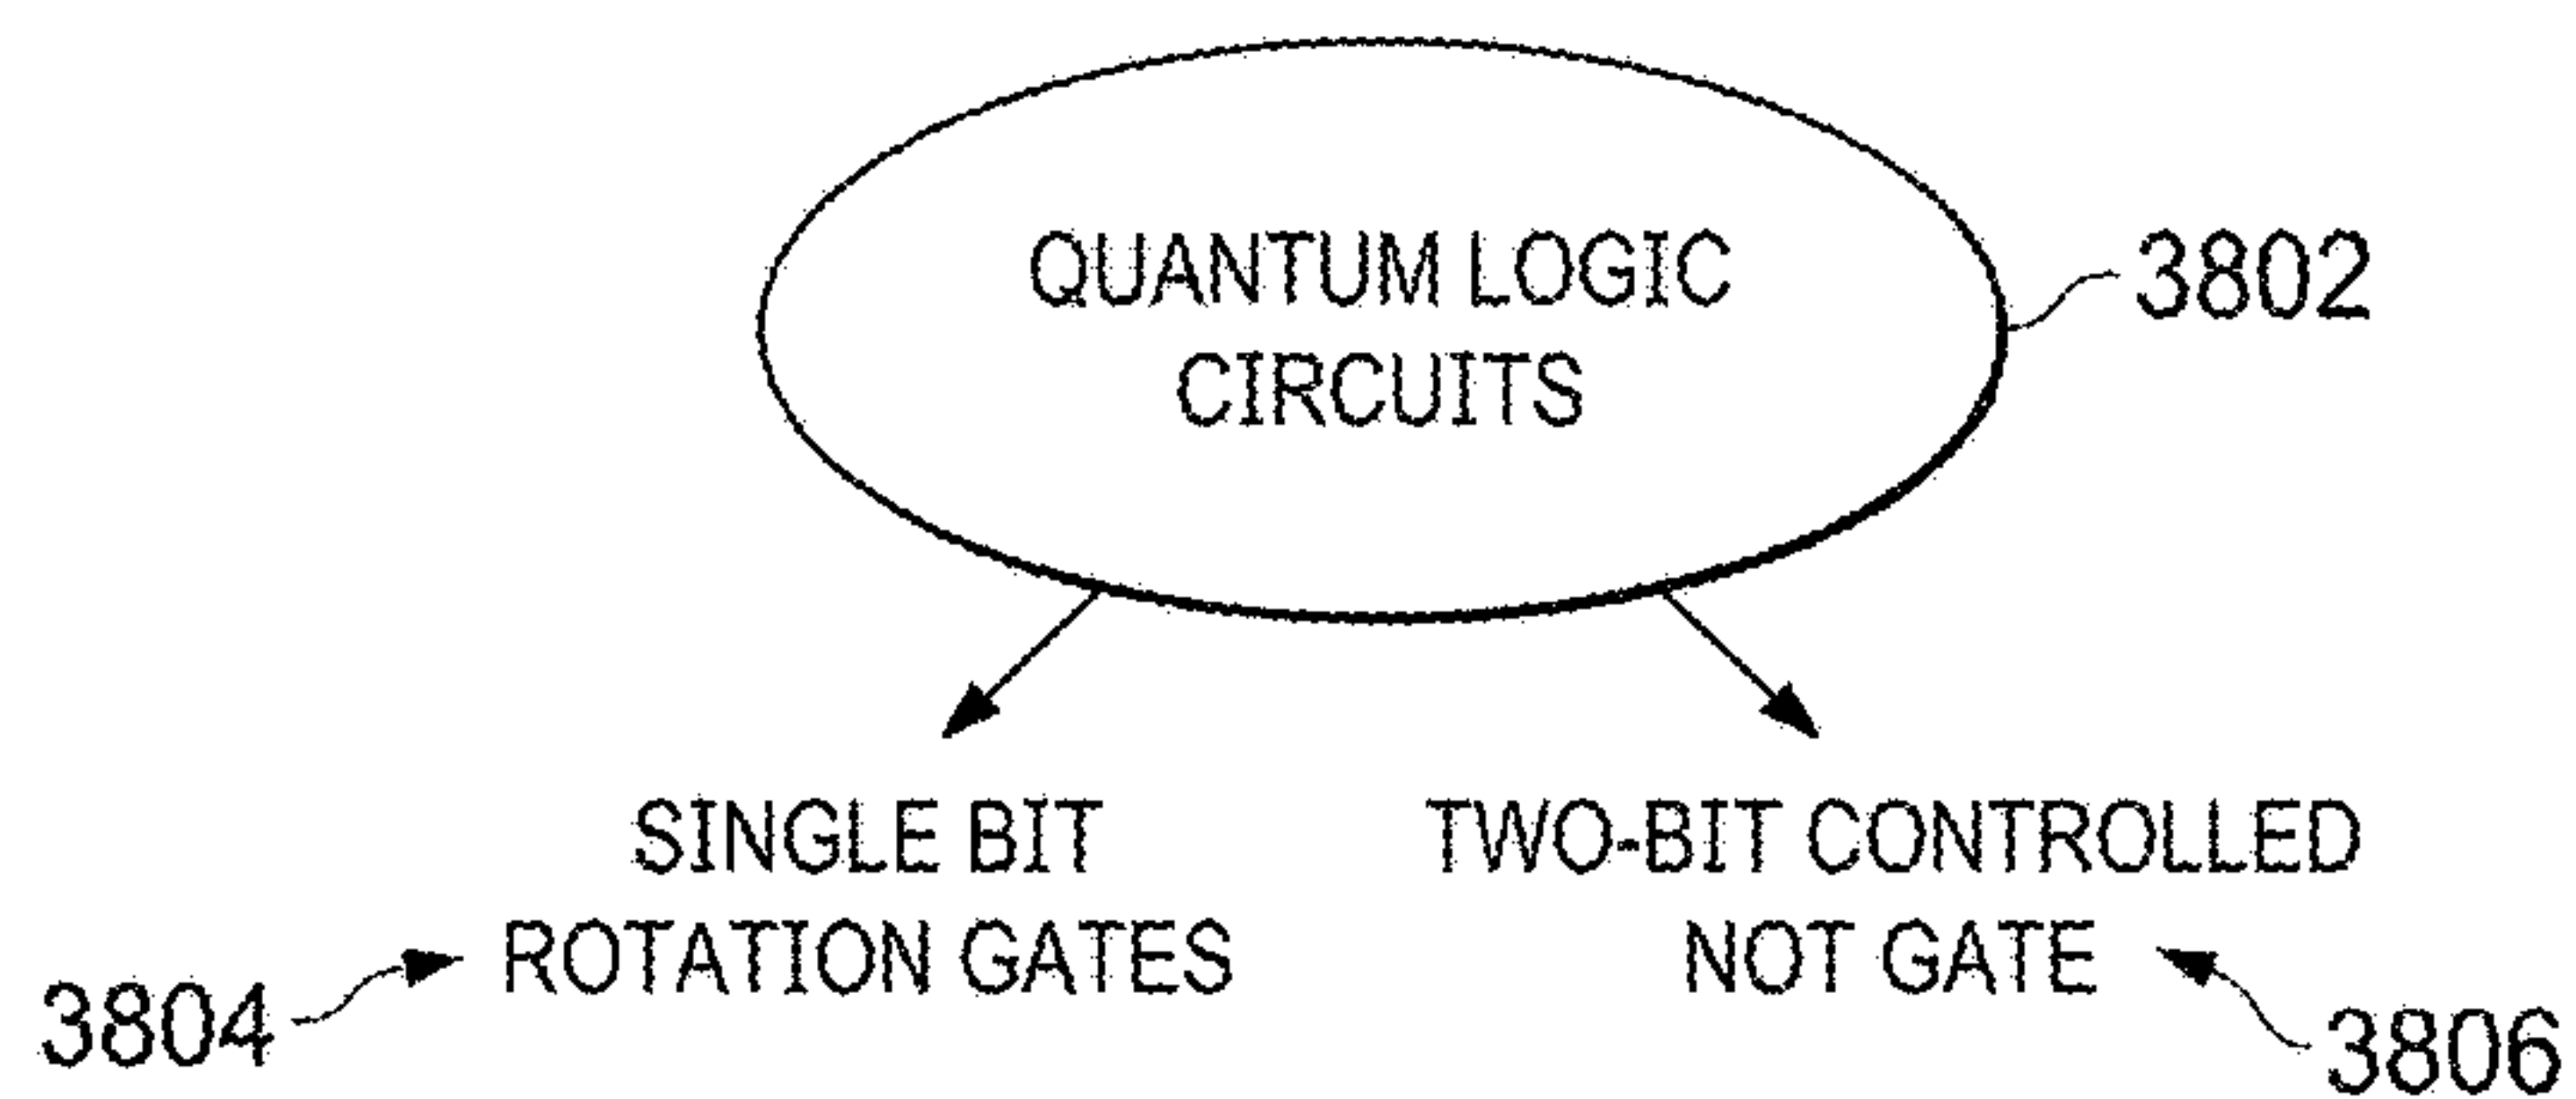 QUANTUM LOGIC
CIRCUITS
3802
SINGLE BIT
ROTATION GATES
3804
TWO-BIT CONTROLLED
NOT GATE
3806